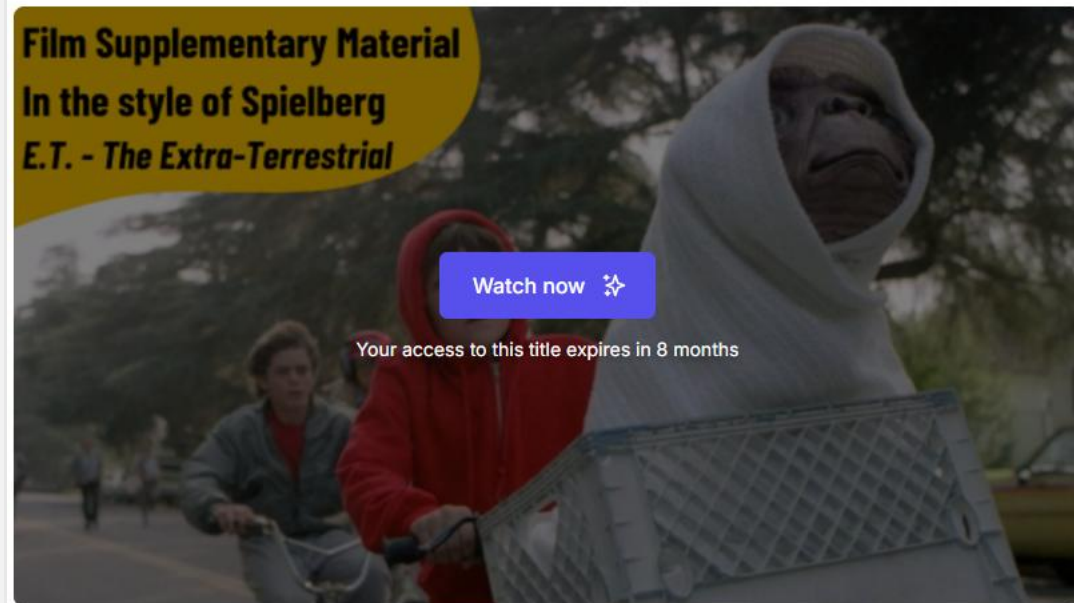 Film Supplementary Material
In the style of Spielberg
E.T. - The Extra-Terrestrial
Watch now
Your access to this title expires in 8 months